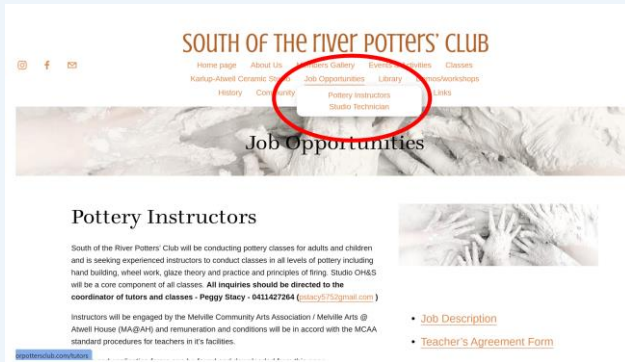 SOUTH OF THE RIVER POTTERS' CLUB
Home page About Us Members Gallery Events & Activities Classes
Karlup-Atwell Ceramic Studio Job Opportunities Library Demos/workshops
History Community Links
Pottery Instructors
Studio Technician
Job Opportunities
Pottery Instructors
South of the River Potters' Club will be conducting pottery classes for adults and children
and is seeking experienced instructors to conduct classes in all levels of pottery including
hand building, wheel work, glaze theory and practice and principles of firing. Studio OH&S
will be a core component of all classes. All inquiries should be directed to the
coordinator of tutors and classes - Peggy Stacy - 0411427264 (pstacy5752gmail.com )
Instructors will be engaged by the Melville Community Arts Association / Melville Arts @
Atwell House (MA@AH) and remuneration and conditions will be in accord with the MCAA
standard procedures for teachers in it's facilities.
• Job Description
• Teacher's Agreement Form
orpottersclub.com/tutors